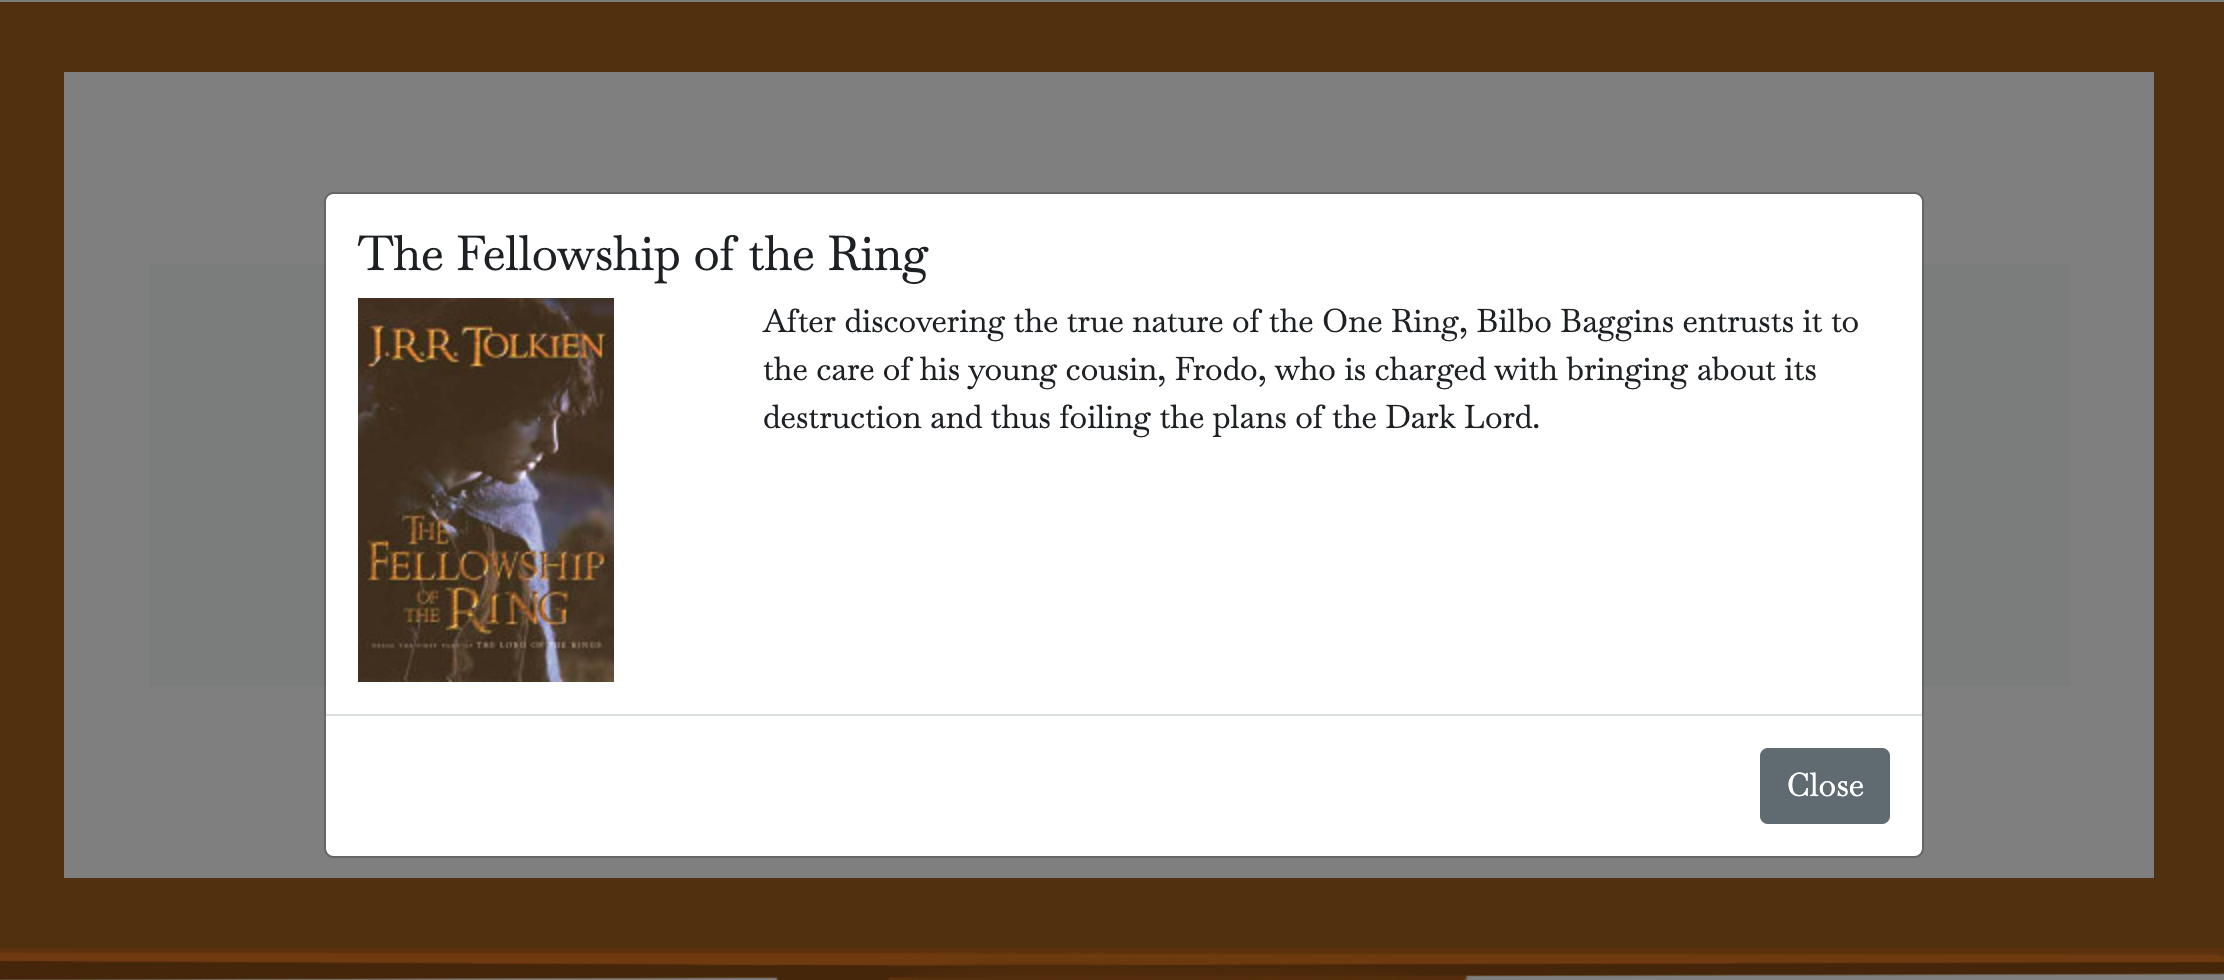 The Fellowship of the Ring
J.R.R. TOLKIEN
THE
FELLOWSHIP
OF
THE RING
THE LORD OF THE RINGS
After discovering the true nature of the One Ring, Bilbo Baggins entrusts it to
the care of his young cousin, Frodo, who is charged with bringing about its
destruction and thus foiling the plans of the Dark Lord.
Close